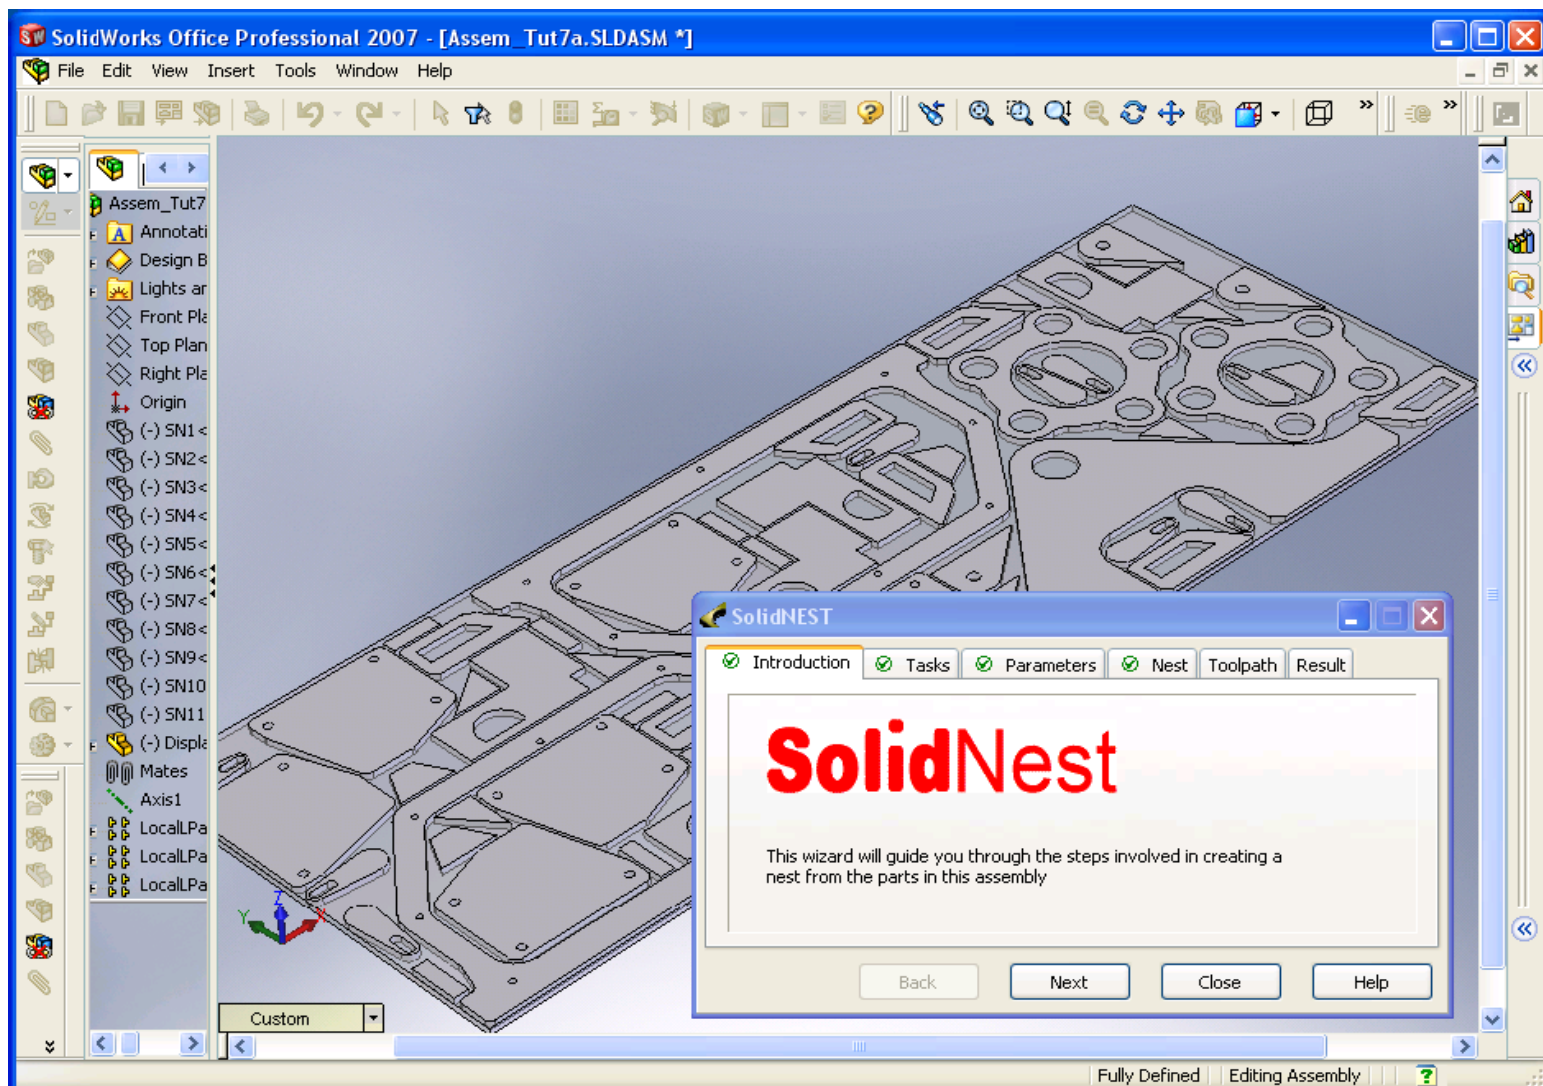 SolidWorks Office Professional 2007 - [Assem_Tut7a.SLDASM *]
File Edit View Insert Tools Window Help
Assem_Tut7
Annotati
Design B
Lights ar
Front Pla
Top Plan
Right Pla
Origin
(-) SN1<
(-) SN2<
(-) SN3<
(-) SN4<
(-) SN5<
(-) SN6<
(-) SN7<
(-) SN8<
(-) SN9<
(-) SN10
(-) SN11
(-) Displa
Mates
Axis1
LocalLPa
LocalLPa
LocalLPa
Z
Y
X
Custom
SolidNEST
Introduction Tasks Parameters Nest Toolpath Result
SolidNest
This wizard will guide you through the steps involved in creating a
nest from the parts in this assembly
Back Next Close Help
Fully Defined Editing Assembly